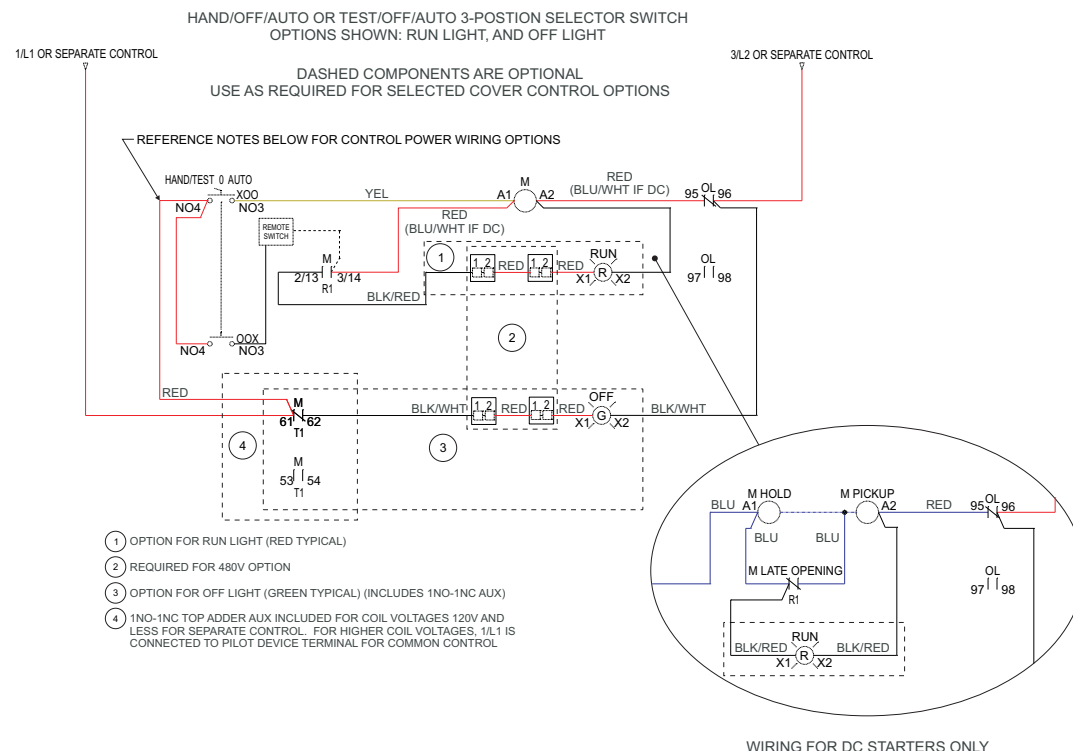 HAND/OFF/AUTO OR TEST/OFF/AUTO 3-POSTION SELECTOR SWITCH
OPTIONS SHOWN: RUN LIGHT, AND OFF LIGHT
1/L1 OR SEPARATE CONTROL
3/L2 OR SEPARATE CONTROL
DASHED COMPONENTS ARE OPTIONAL
USE AS REQUIRED FOR SELECTED COVER CONTROL OPTIONS
REFERENCE NOTES BELOW FOR CONTROL POWER WIRING OPTIONS
HAND/TEST 0 AUTO
XOO
NO4
NO3
YEL
M
A1
A2
RED
(BLU/WHT IF DC)
95
OL
96
RED
(BLU/WHT IF DC)
REMOTE
SWITCH
M
2/13
3/14
R1
BLK/RED
1
1 2
RED
1 2
RED
RUN
R
X1
X2
OL
97
98
2
OOX
NO4
NO3
RED
M
61
62
T1
BLK/WHT
1 2
RED
1 2
RED
OFF
G
X1
X2
BLK/WHT
4
3
M
53
54
T1
BLU
M HOLD
A1
M PICKUP
A2
RED
95
OL
96
BLU
BLU
M LATE OPENING
R1
OL
97
98
RUN
BLK/RED
R
BLK/RED
X1
X2
1 OPTION FOR RUN LIGHT (RED TYPICAL)
2 REQUIRED FOR 480V OPTION
3 OPTION FOR OFF LIGHT (GREEN TYPICAL) (INCLUDES 1NO-1NC AUX)
4 1NO-1NC TOP ADDER AUX INCLUDED FOR COIL VOLTAGES 120V AND
LESS FOR SEPARATE CONTROL. FOR HIGHER COIL VOLTAGES, 1/L1 IS
CONNECTED TO PILOT DEVICE TERMINAL FOR COMMON CONTROL
WIRING FOR DC STARTERS ONLY